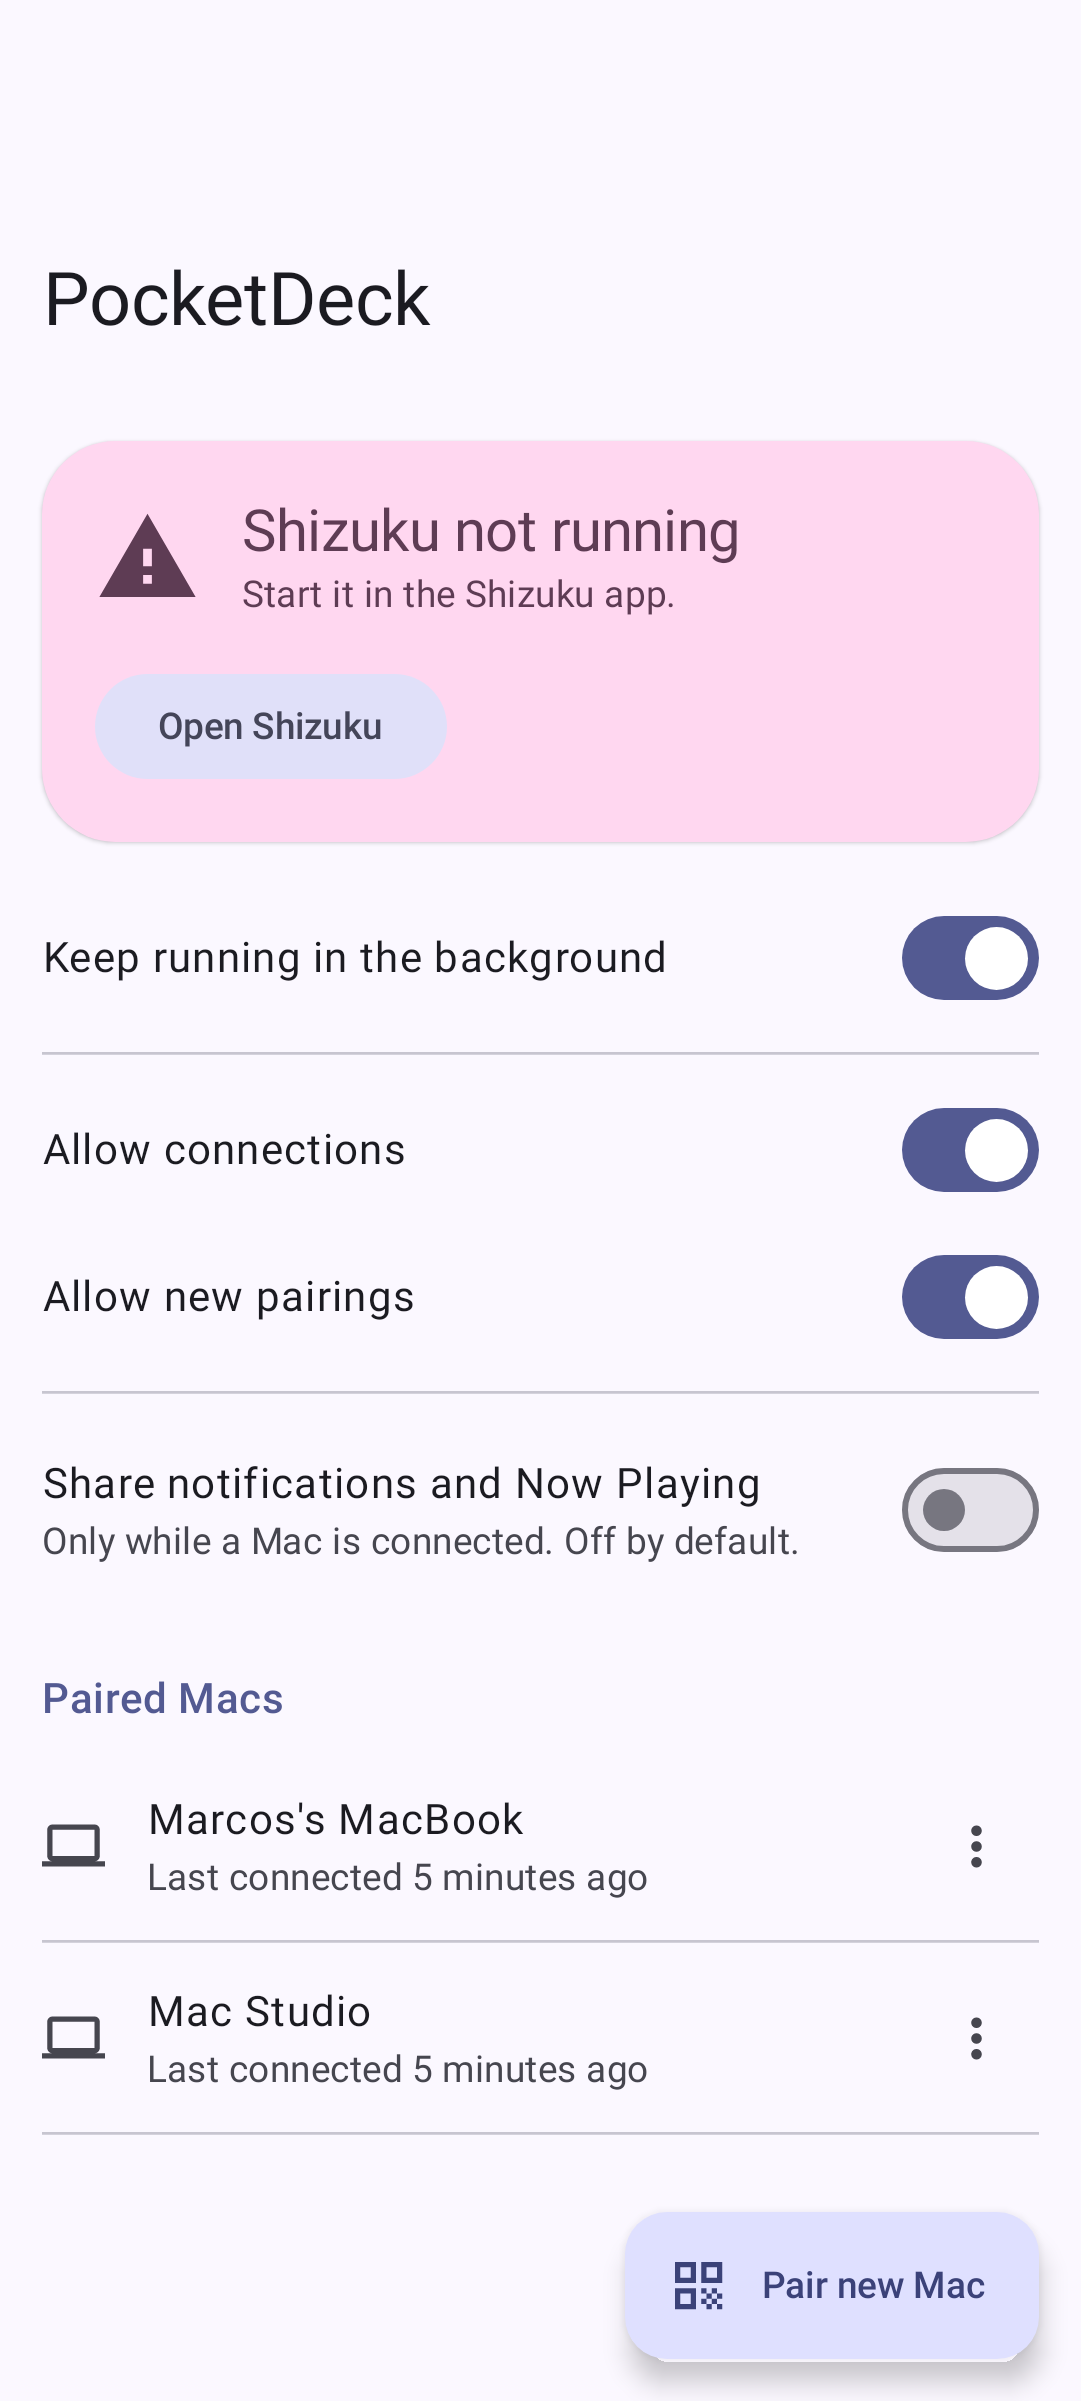 PocketDeck
Shizuku not running
Start it in the Shizuku app.
Open Shizuku
Keep running in the background
Allow connections
Allow new pairings
Share notifications and Now Playing
Only while a Mac is connected. Off by default.
Paired Macs
Marcos's MacBook
Last connected 5 minutes ago
Mac Studio
Last connected 5 minutes ago
Pair new Mac